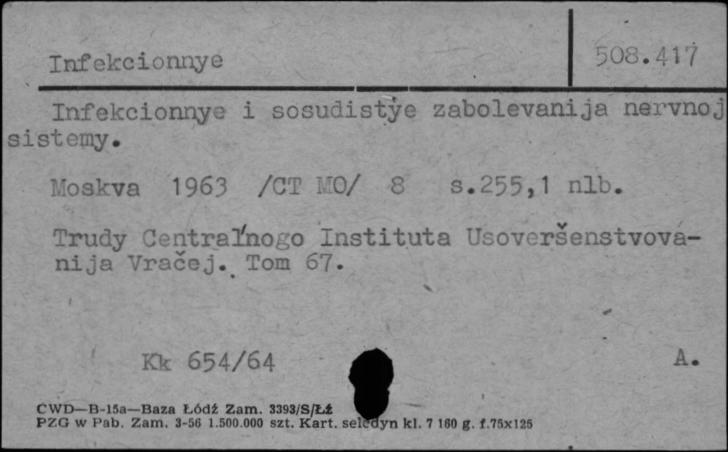 Infekcionnye
508.417
Infekcionnye i sosudistye zabolevanija nervnoj
sistemy.
Moskva 1963 /CT MO/ 8 s.255,1 nlb.
Trudy Central'nogo Instituta Usoveršenstvova-
nija Vračej. Tom 67.
Kk 654/64
A.
CWD—B-15a—Baza Łódź Zam. 3393/S/Łź
PZG w Pab. Zam. 3-56 1.500.000 szt. Kart. seledyn kl. 7 160 g. f.75x125